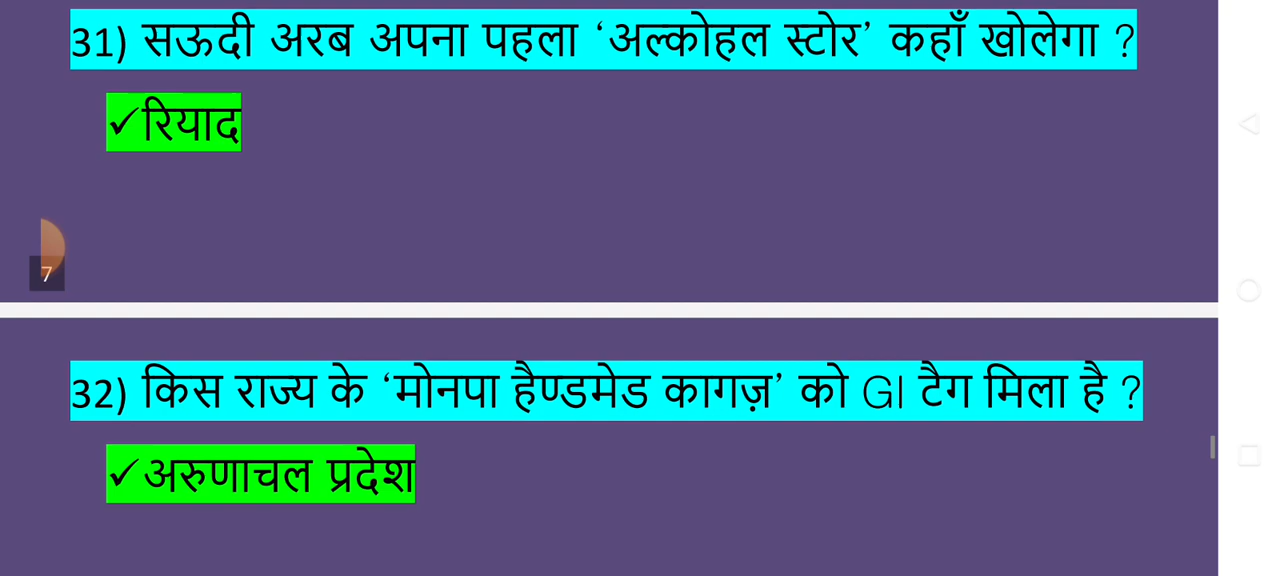 31) सऊदी अरब अपना पहला ‘अल्कोहल स्टोर’ कहाँ खोलेगा ?
✓रियाद
7
32) किस राज्य के ‘मोनपा हैण्डमेड कागज़’ को GI टैग मिला है ?
✓अरुणाचल प्रदेश